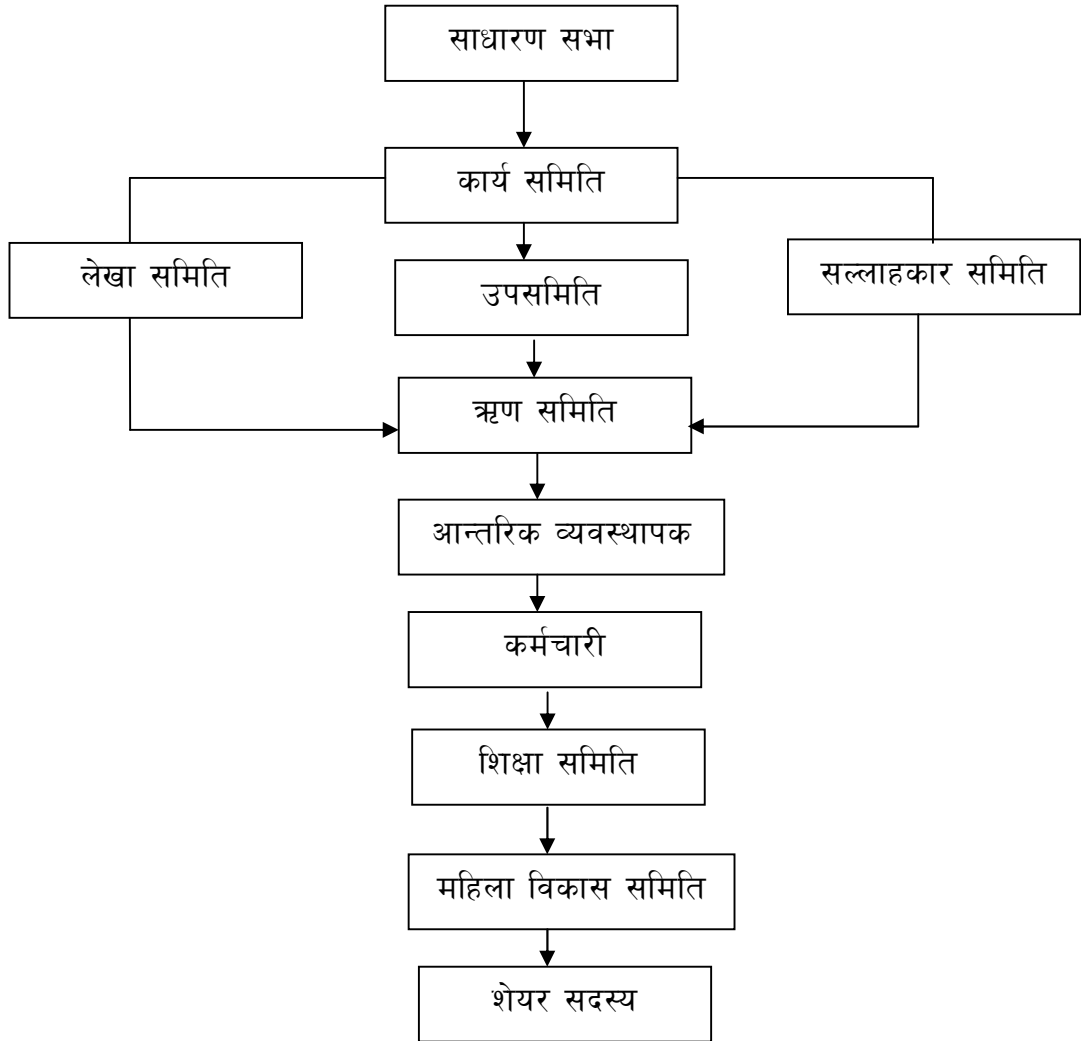 साधारण सभा
कार्य समिति
लेखा समिति
सल्लाहकार समिति
उपसमिति
ऋण समिति
आन्तरिक व्यवस्थापक
कर्मचारी
शिक्षा समिति
महिला विकास समिति
शेयर सदस्य